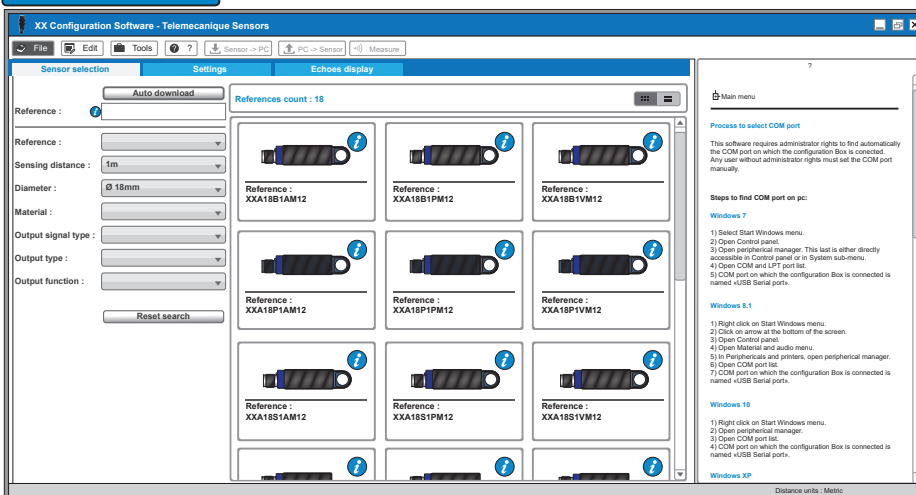 XX Configuration Software - Telemecanique Sensors
File Edit Tools ? Sensor -> PC PC -> Sensor Measure
Sensor selection Settings Echoes display
Auto download
Reference :
Reference :
Sensing distance : 1m
Diameter : Ø 18mm
Material :
Output signal type :
Output type :
Output function :
Reset search
References count : 18
Reference :
XXA18B1AM12
Reference :
XXA18B1PM12
Reference :
XXA18B1VM12
Reference :
XXA18P1AM12
Reference :
XXA18P1PM12
Reference :
XXA18P1VM12
Reference :
XXA18S1AM12
Reference :
XXA18S1PM12
Reference :
XXA18S1VM12
?
Main menu
Process to select COM port
This software requires administrator rights to find automatically
the COM port on which the configuration Box is conected.
Any user without administrator rights must set the COM port
manually.
Steps to find COM port on pc:
Windows 7
1) Select Start Windows menu.
2) Open Control panel.
3) Open peripherical manager. This last is either directly
accessible in Control panel or in System sub-menu.
4) Open COM and LPT port list.
5) COM port on which the configuration Box is connected is
named «USB Serial port».
Windows 8.1
1) Right click on Start Windows menu.
2) Click on arrow at the bottom of the screen.
3) Open Control panel.
4) Open Material and audio menu.
5) In Periphericals and printers, open peripherical manager.
6) Open COM port list.
7) COM port on which the configuration Box is connected is
named «USB Serial port».
Windows 10
1) Right click on Start Windows menu.
2) Open peripherical manager.
3) Open COM port list.
4) COM port on which the configuration Box is connected is
named «USB Serial port».
Windows XP
Distance units : Metric